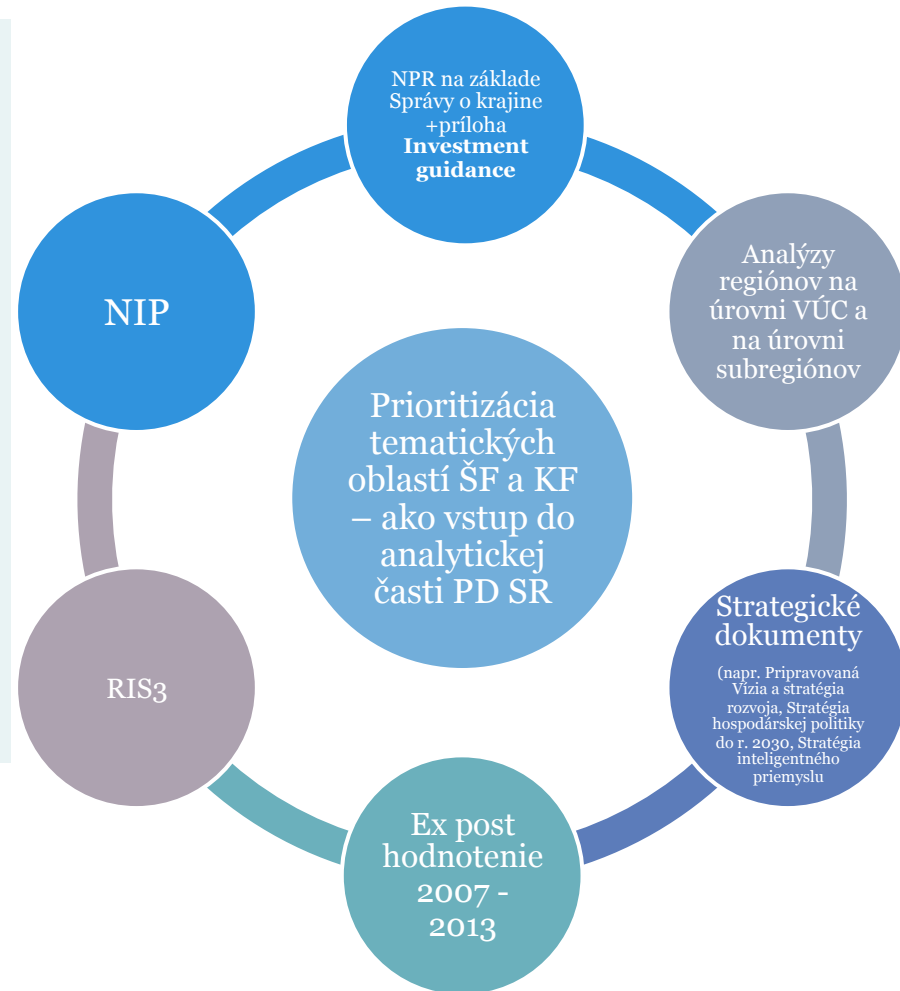 NPR na základe
Správy o krajine
+príloha
Investment
guidance
Analýzy
regiónov na
úrovni VÚC a
na úrovni
subregiónov
Strategické
dokumenty
(napr. Pripravovaná
Vízia a stratégia
rozvoja, Stratégia
hospodárskej politiky
do r. 2030, Stratégia
inteligentného
priemyslu
Ex post
hodnotenie
2007 -
2013
RIS3
NIP
Prioritizácia
tematických
oblastí ŠF a KF
– ako vstup do
analytickej
časti PD SR